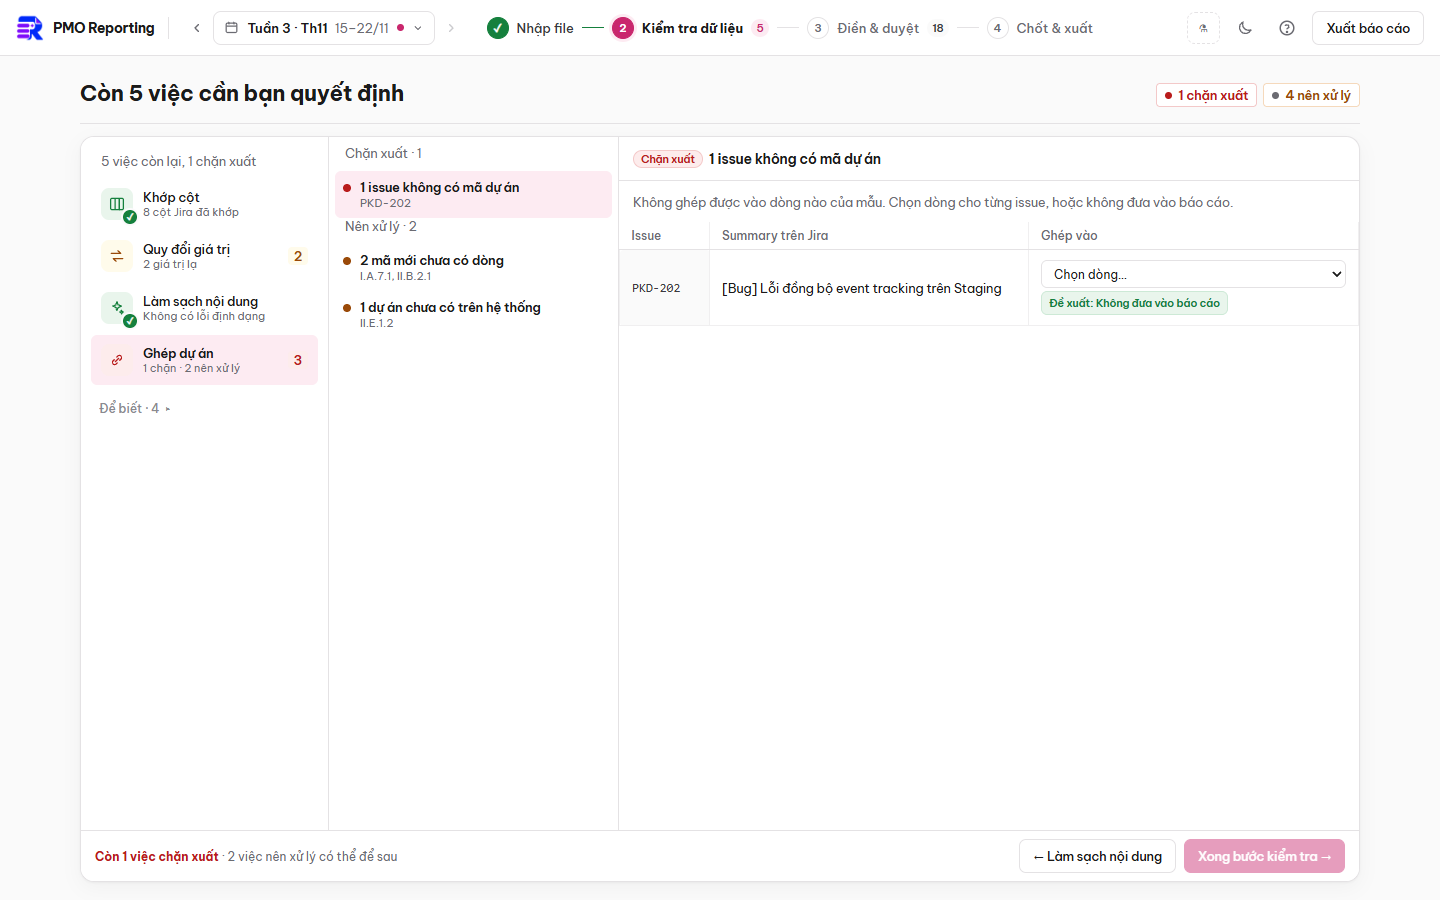 PMO Reporting
Tuần 3 · Th11 15–22/11
Nhập file
2 Kiểm tra dữ liệu 5
3 Điền & duyệt 18
4 Chốt & xuất
Xuất báo cáo
Còn 5 việc cần bạn quyết định
1 chặn xuất
4 nên xử lý
5 việc còn lại, 1 chặn xuất
Khớp cột
8 cột Jira đã khớp
Quy đổi giá trị
2 giá trị lạ
2
Làm sạch nội dung
Không có lỗi định dạng
Ghép dự án
1 chặn · 2 nên xử lý
3
Để biết · 4
Chặn xuất · 1
1 issue không có mã dự án
PKD-202
Nên xử lý · 2
2 mã mới chưa có dòng
I.A.7.1, II.B.2.1
1 dự án chưa có trên hệ thống
II.E.1.2
Chặn xuất 1 issue không có mã dự án
Không ghép được vào dòng nào của mẫu. Chọn dòng cho từng issue, hoặc không đưa vào báo cáo.
Issue Summary trên Jira Ghép vào
PKD-202 [Bug] Lỗi đồng bộ event tracking trên Staging
Chọn dòng...
Đề xuất: Không đưa vào báo cáo
Còn 1 việc chặn xuất · 2 việc nên xử lý có thể để sau
← Làm sạch nội dung
Xong bước kiểm tra →